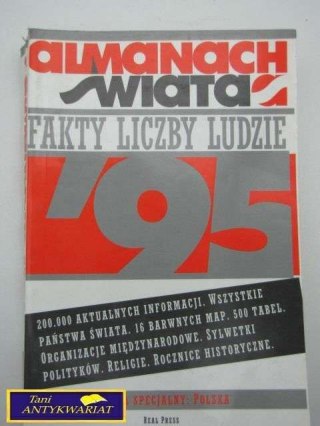 almanach
świata
FAKTY LICZBY LUDZIE
'95
200.000 AKTUALNYCH INFORMACJI. WSZYSTKIE
PAŃSTWA ŚWIATA. 16 BARWNYCH MAP. 500 TABEL.
ORGANIZACJE MIĘDZYNARODOWE. SYLWETKI
POLITYKÓW. RELIGIE. ROCZNICE HISTORYCZNE.
SPECJALNY: POLSKA
REAL PRESS
Tani
ANTYKWARIAT